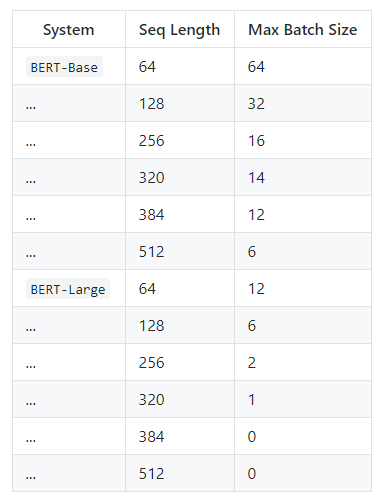 System Seq Length Max Batch Size
BERT-Base 64 64
... 128 32
... 256 16
... 320 14
... 384 12
... 512 6
BERT-Large 64 12
... 128 6
... 256 2
... 320 1
... 384 0
... 512 0